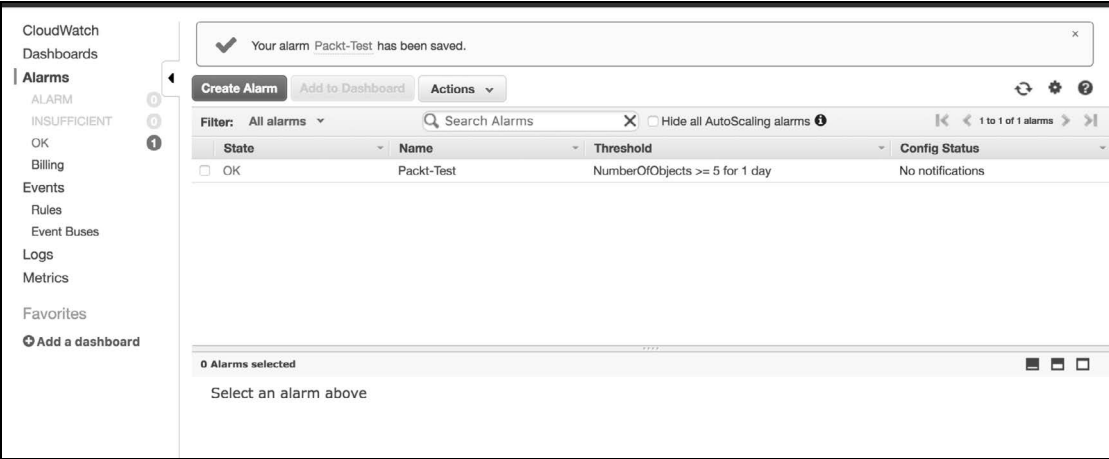 CloudWatch
Dashboards
Alarms
ALARM 0
INSUFFICIENT 0
OK 1
Billing
Events
Rules
Event Buses
Logs
Metrics
Favorites
Add a dashboard
Your alarm Packt-Test has been saved.
Create Alarm Add to Dashboard Actions
Filter: All alarms Search Alarms Hide all AutoScaling alarms 1 to 1 of 1 alarms
State Name Threshold Config Status
OK Packt-Test NumberOfObjects >= 5 for 1 day No notifications
0 Alarms selected
Select an alarm above